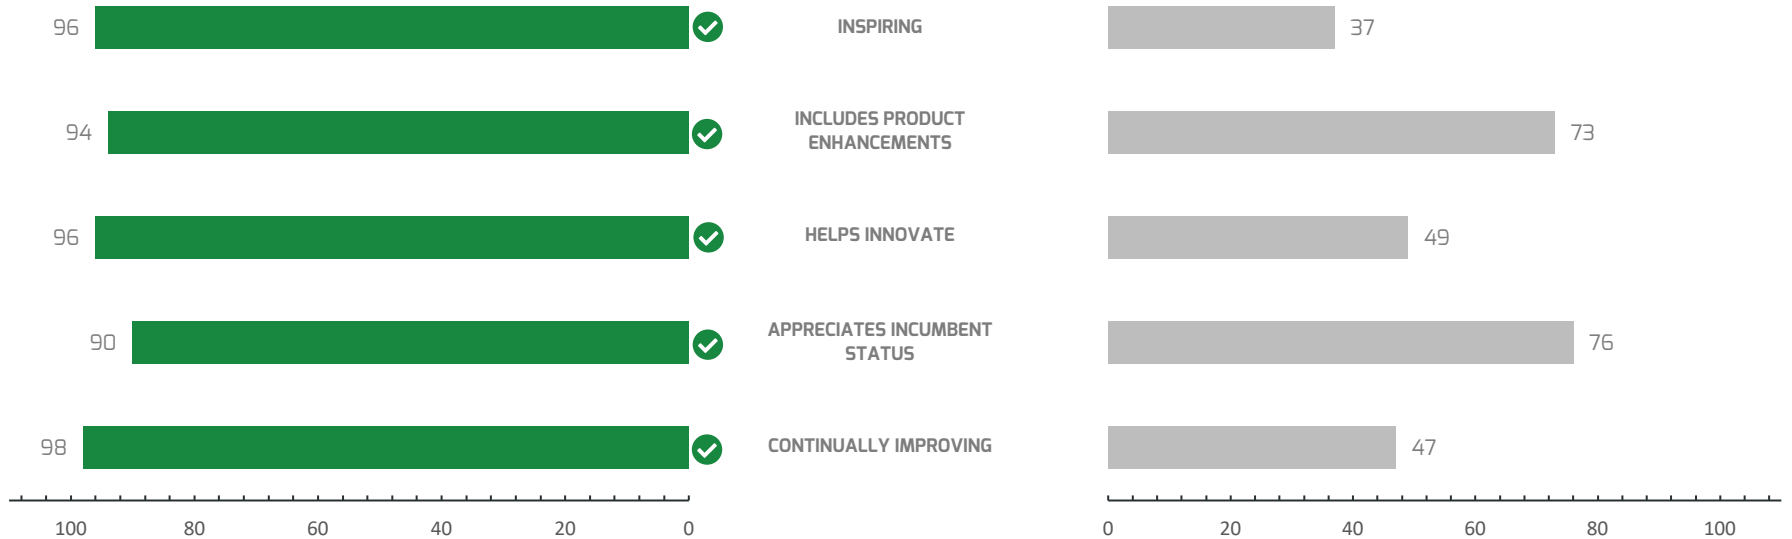 96 INSPIRING 37
INCLUDES PRODUCT
94 ENHANCEMENTS 73
96 HELPS INNOVATE 49
APPRECIATES INCUMBENT
90 STATUS 76
98 CONTINUALLY IMPROVING 47
100 80 60 40 20 0 0 20 40 60 80 100